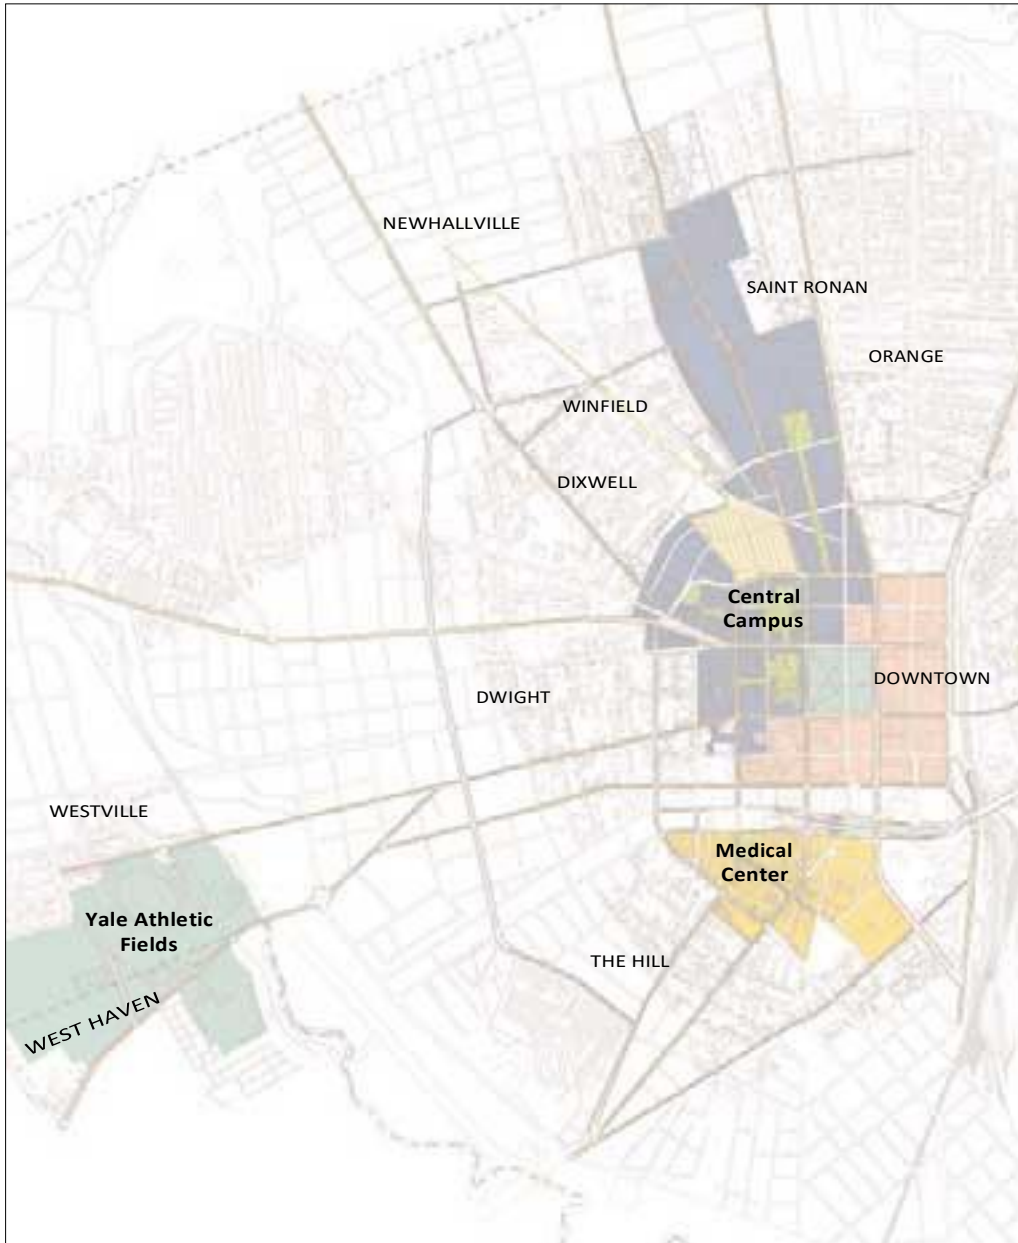 NEWHALLVILLE
SAINT RONAN
ORANGE
WINFIELD
DIXWELL
Central
Campus
DOWNTOWN
DWIGHT
WESTVILLE
Medical
Center
Yale Athletic
Fields
THE HILL
WEST HAVEN